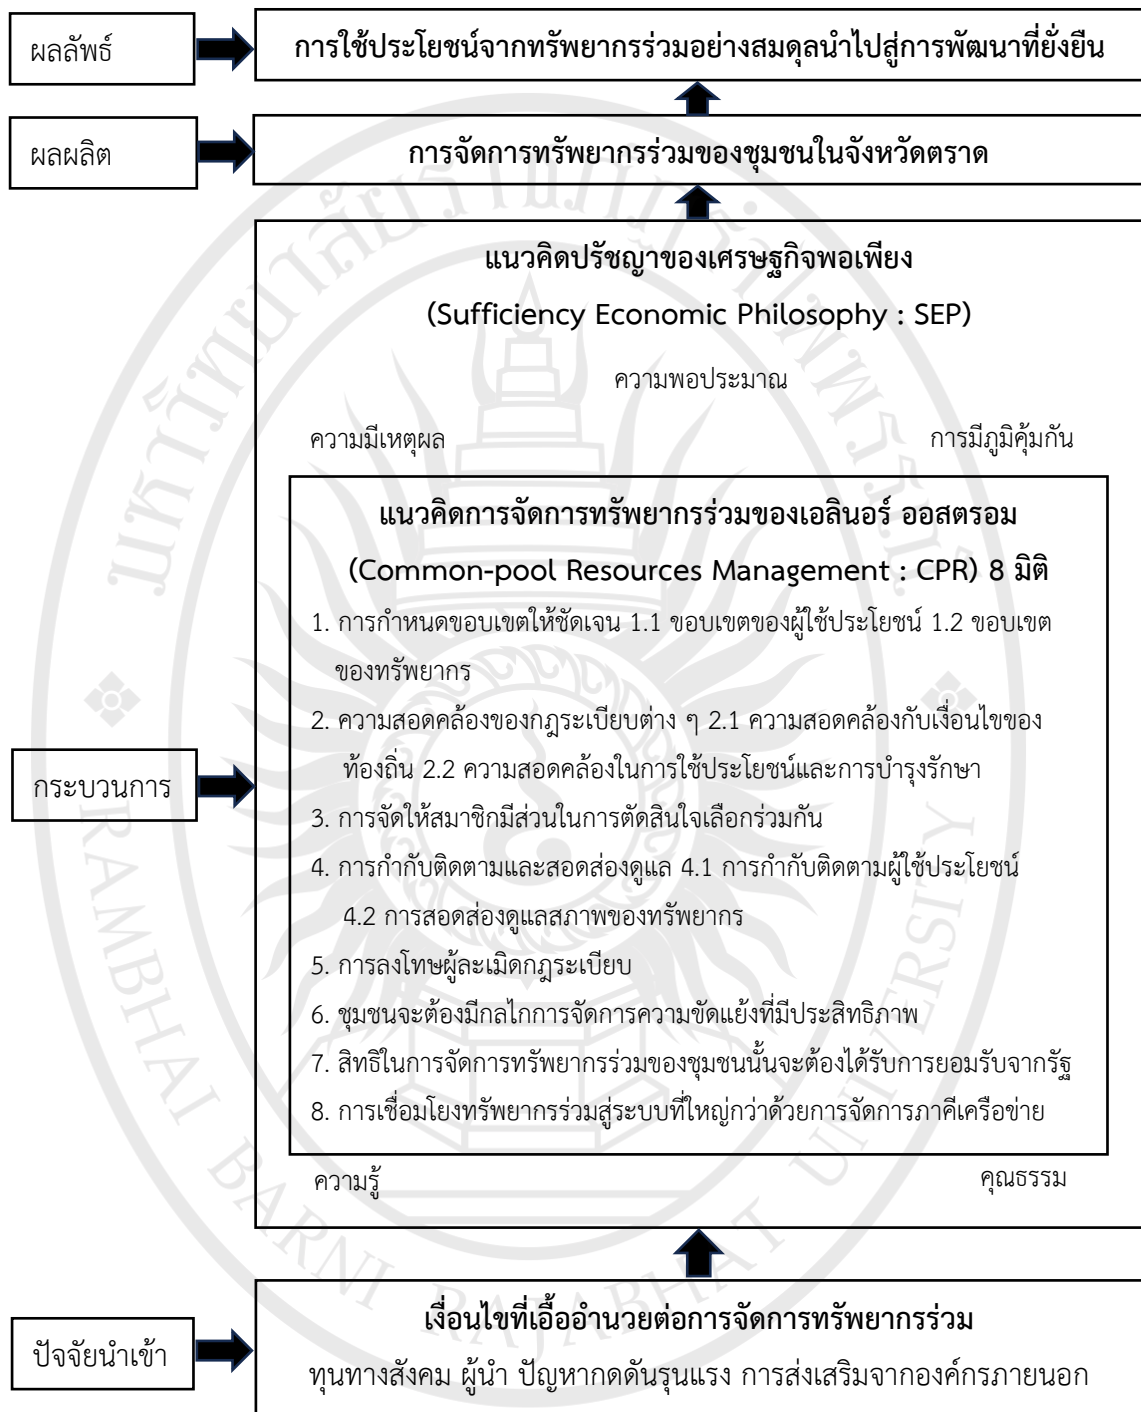 ผลลัพธ์
การใช้ประโยชน์จากทรัพยากรร่วมอย่างสมดุลนำไปสู่การพัฒนาที่ยั่งยืน
ผลผลิต
การจัดการทรัพยากรร่วมของชุมชนในจังหวัดตราด
แนวคิดปรัชญาของเศรษฐกิจพอเพียง
(Sufficiency Economic Philosophy : SEP)
ความพอประมาณ
ความมีเหตุผล
การมีภูมิคุ้มกัน
แนวคิดการจัดการทรัพยากรร่วมของเอลินอร์ ออสตรอม
(Common-pool Resources Management : CPR) 8 มิติ
1. การกำหนดขอบเขตให้ชัดเจน 1.1 ขอบเขตของผู้ใช้ประโยชน์ 1.2 ขอบเขต
ของทรัพยากร
2. ความสอดคล้องของกฎระเบียบต่าง ๆ 2.1 ความสอดคล้องกับเงื่อนไขของ
ท้องถิ่น 2.2 ความสอดคล้องในการใช้ประโยชน์และการบำรุงรักษา
กระบวนการ
3. การจัดให้สมาชิกมีส่วนในการตัดสินใจเลือกร่วมกัน
4. การกำกับติดตามและสอดส่องดูแล 4.1 การกำกับติดตามผู้ใช้ประโยชน์
4.2 การสอดส่องดูแลสภาพของทรัพยากร
5. การลงโทษผู้ละเมิดกฎระเบียบ
6. ชุมชนจะต้องมีกลไกการจัดการความขัดแย้งที่มีประสิทธิภาพ
7. สิทธิในการจัดการทรัพยากรร่วมของชุมชนนั้นจะต้องได้รับการยอมรับจากรัฐ
8. การเชื่อมโยงทรัพยากรร่วมสู่ระบบที่ใหญ่กว่าด้วยการจัดการภาคีเครือข่าย
ความรู้
คุณธรรม
เงื่อนไขที่เอื้ออำนวยต่อการจัดการทรัพยากรร่วม
ปัจจัยนำเข้า
ทุนทางสังคม ผู้นำ ปัญหากดดันรุนแรง การส่งเสริมจากองค์กรภายนอก
มหาวิทยาลัยราชภัฏรำไพพรรณี
RAMBHAI BARNI RAJABHAT UNIVERSITY